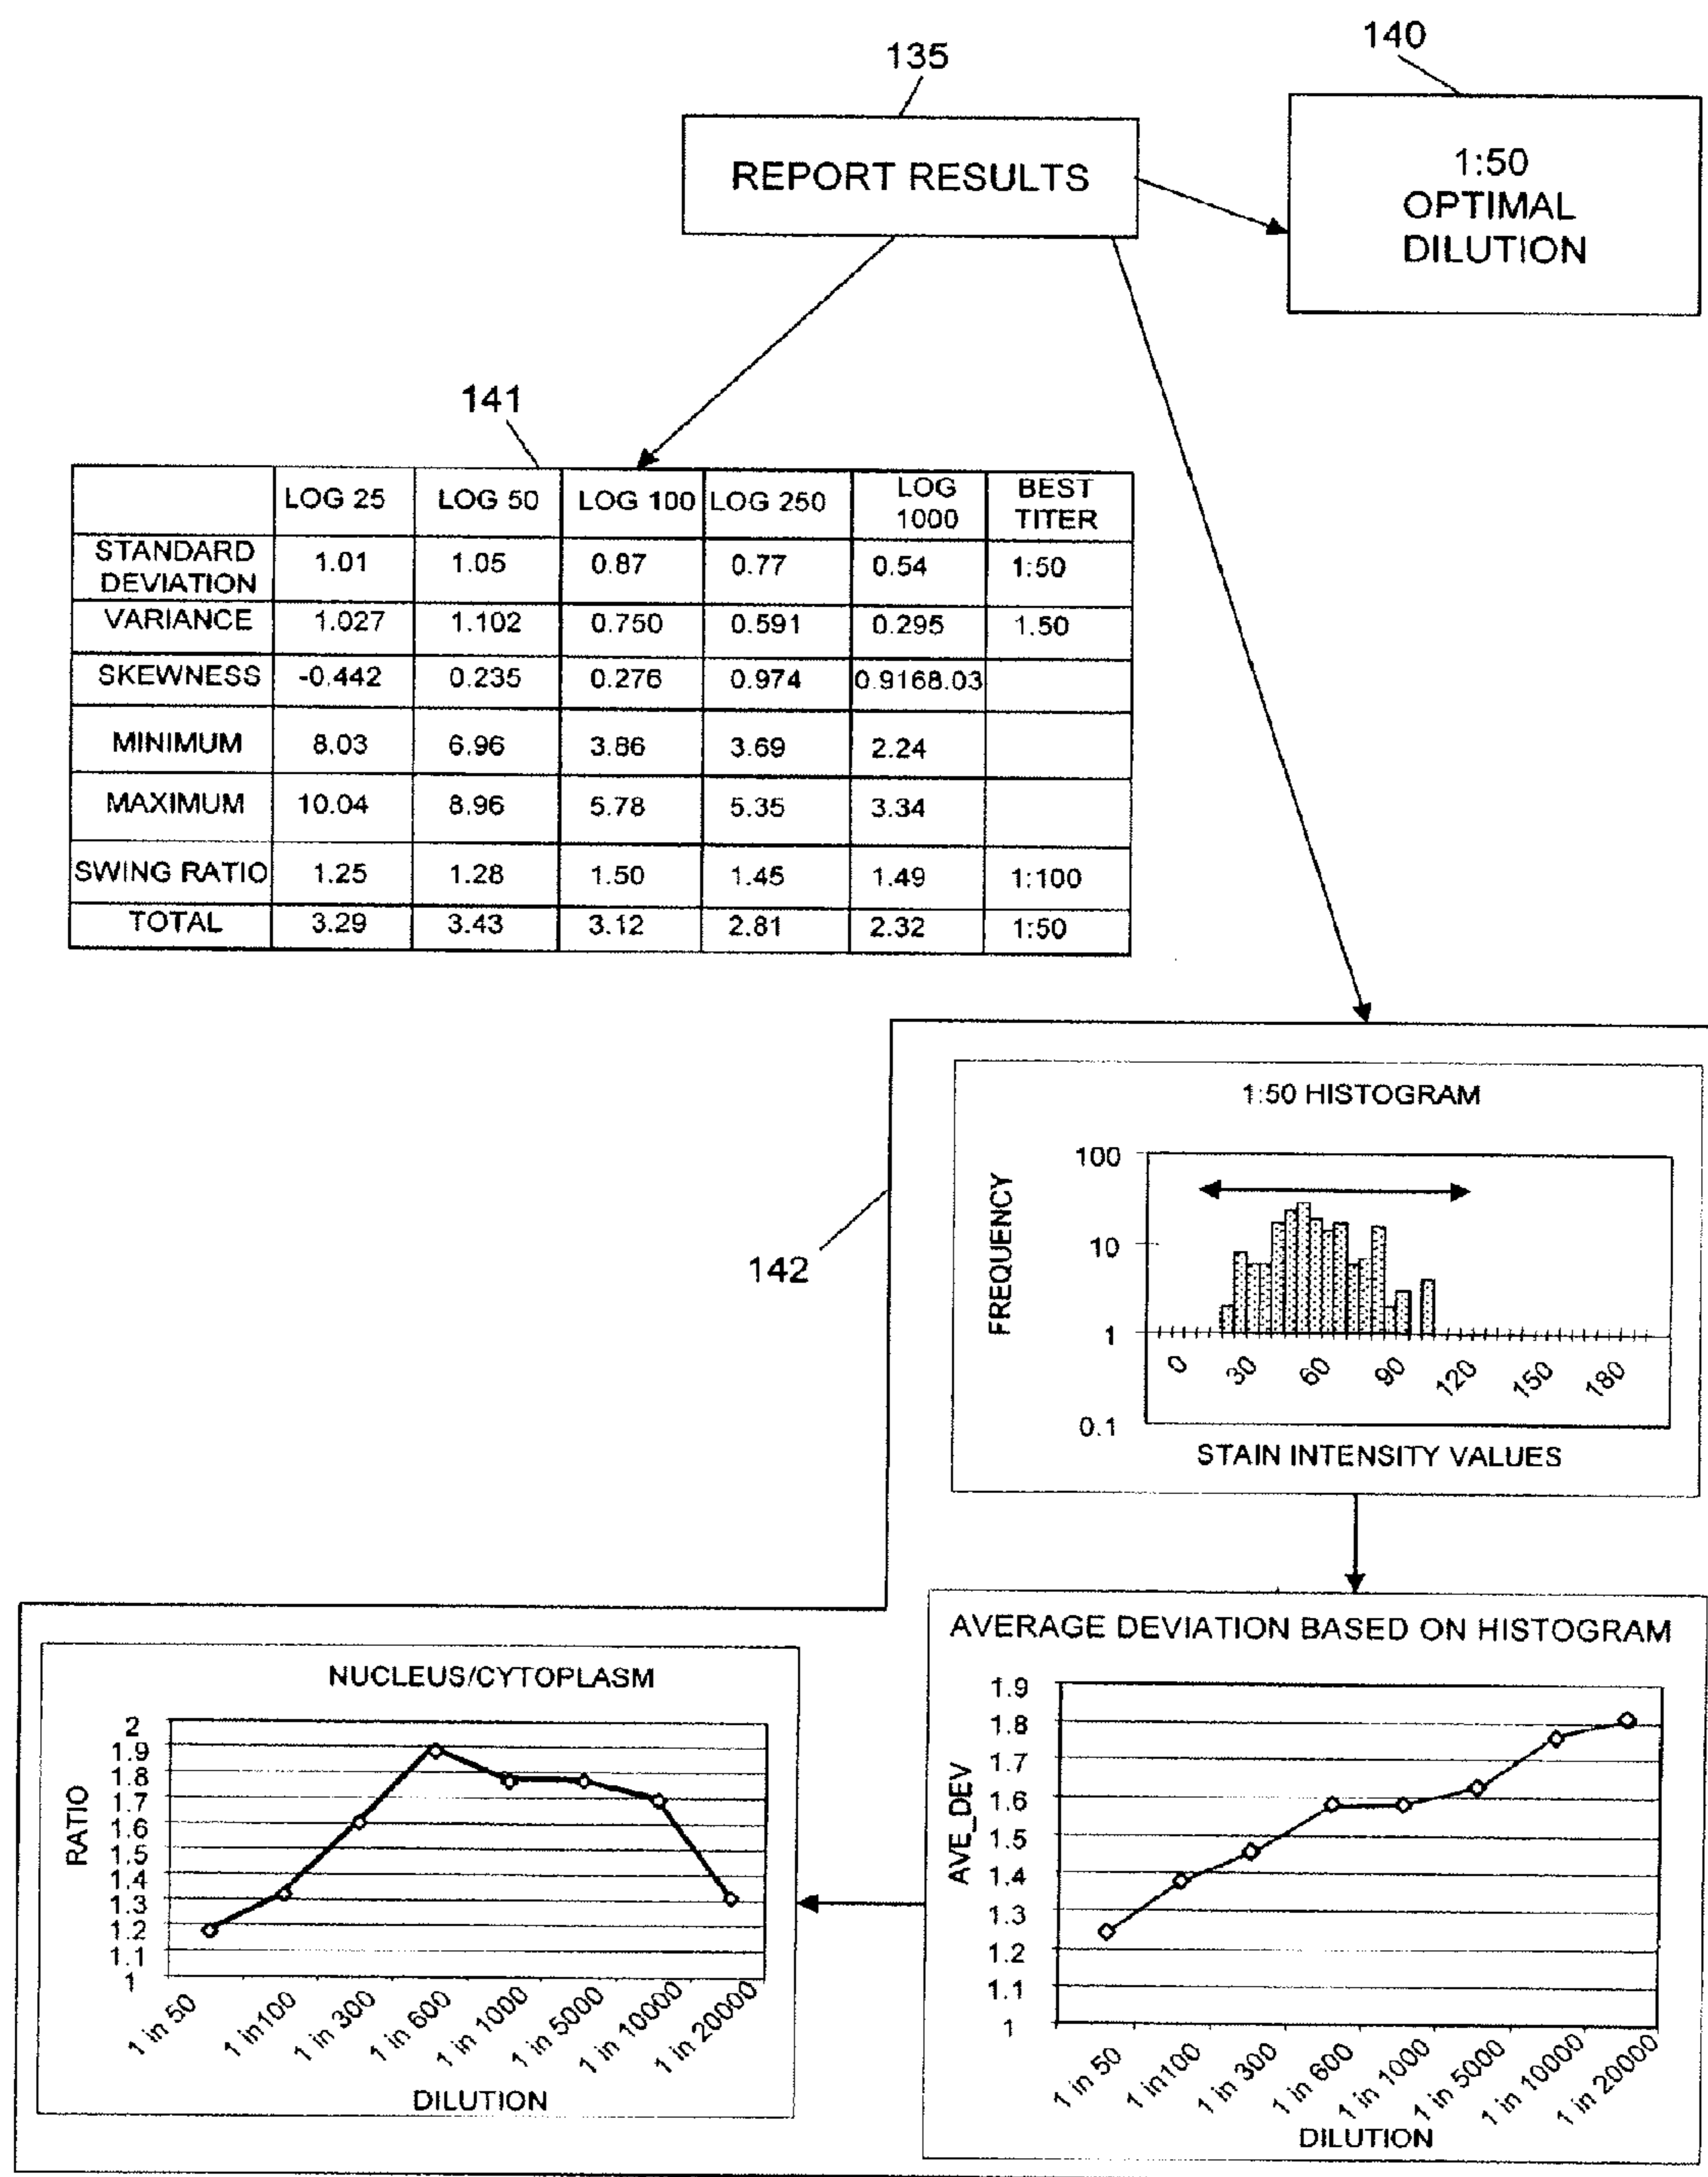 135
140
REPORT RESULTS
1:50
OPTIMAL
DILUTION
141
LOG 25 LOG 50 LOG 100 LOG 250 LOG 1000 BEST TITER
STANDARD DEVIATION 1.01 1.05 0.87 0.77 0.54 1:50
VARIANCE 1.027 1.102 0.750 0.591 0.295 1.50
SKEWNESS -0.442 0.235 0.276 0.974 0.9168.03
MINIMUM 8.03 6.96 3.86 3.69 2.24
MAXIMUM 10.04 8.96 5.78 5.35 3.34
SWING RATIO 1.25 1.28 1.50 1.45 1.49 1:100
TOTAL 3.29 3.43 3.12 2.81 2.32 1:50
142
1:50 HISTOGRAM
FREQUENCY
100
10
1
0.1
0 30 60 90 120 150 180
STAIN INTENSITY VALUES
AVERAGE DEVIATION BASED ON HISTOGRAM
AVE_DEV
1.9
1.8
1.7
1.6
1.5
1.4
1.3
1.2
1.1
1
1 in 50 1 in100 1 in 300 1 in 600 1 in 1000 1 in 5000 1 in 10000 1 in 20000
DILUTION
NUCLEUS/CYTOPLASM
RATIO
2
1.9
1.8
1.7
1.6
1.5
1.4
1.3
1.2
1.1
1
1 in 50 1 in100 1 in 300 1 in 600 1 in 1000 1 in 5000 1 in 10000 1 in 20000
DILUTION